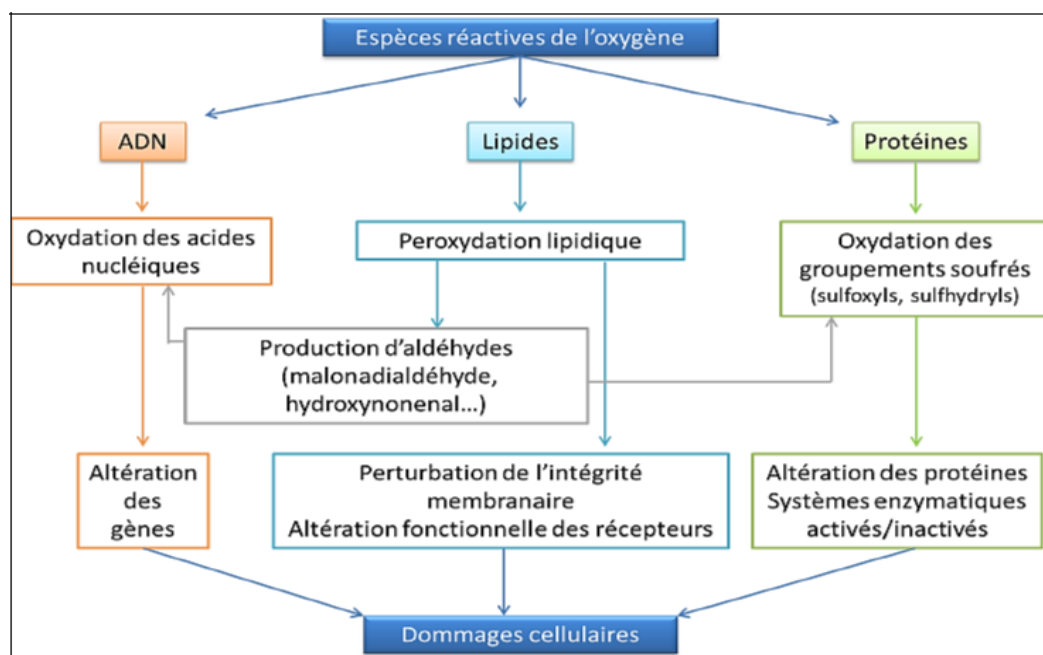 Espèces réactives de l'oxygène
ADN
Lipides
Protéines
Oxydation des acides
nucléiques
Peroxydation lipidique
Oxydation des
groupements soufrés
(sulfoxyls, sulfhydryls)
Production d'aldéhydes
(malonadialdéhyde,
hydroxynonenal...)
Altération
des
gènes
Perturbation de l'intégrité
membranaire
Altération fonctionnelle des récepteurs
Altération des protéines
Systèmes enzymatiques
activés/inactivés
Dommages cellulaires